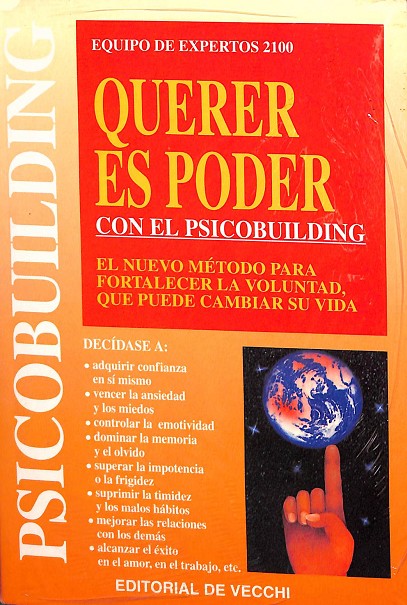 PSICOBUILDING
EQUIPO DE EXPERTOS 2100
QUERER
ES PODER
CON EL PSICOBUILDING
EL NUEVO MÉTODO PARA
FORTALECER LA VOLUNTAD,
QUE PUEDE CAMBIAR SU VIDA
DECÍDASE A:
• adquirir confianza
en sí mismo
• vencer la ansiedad
y los miedos
• controlar la emotividad
• dominar la memoria
y el olvido
• superar la impotencia
o la frigidez
• suprimir la timidez
y los malos hábitos
• mejorar las relaciones
con los demás
• alcanzar el éxito
en el amor, en el trabajo, etc.
EDITORIAL DE VECCHI